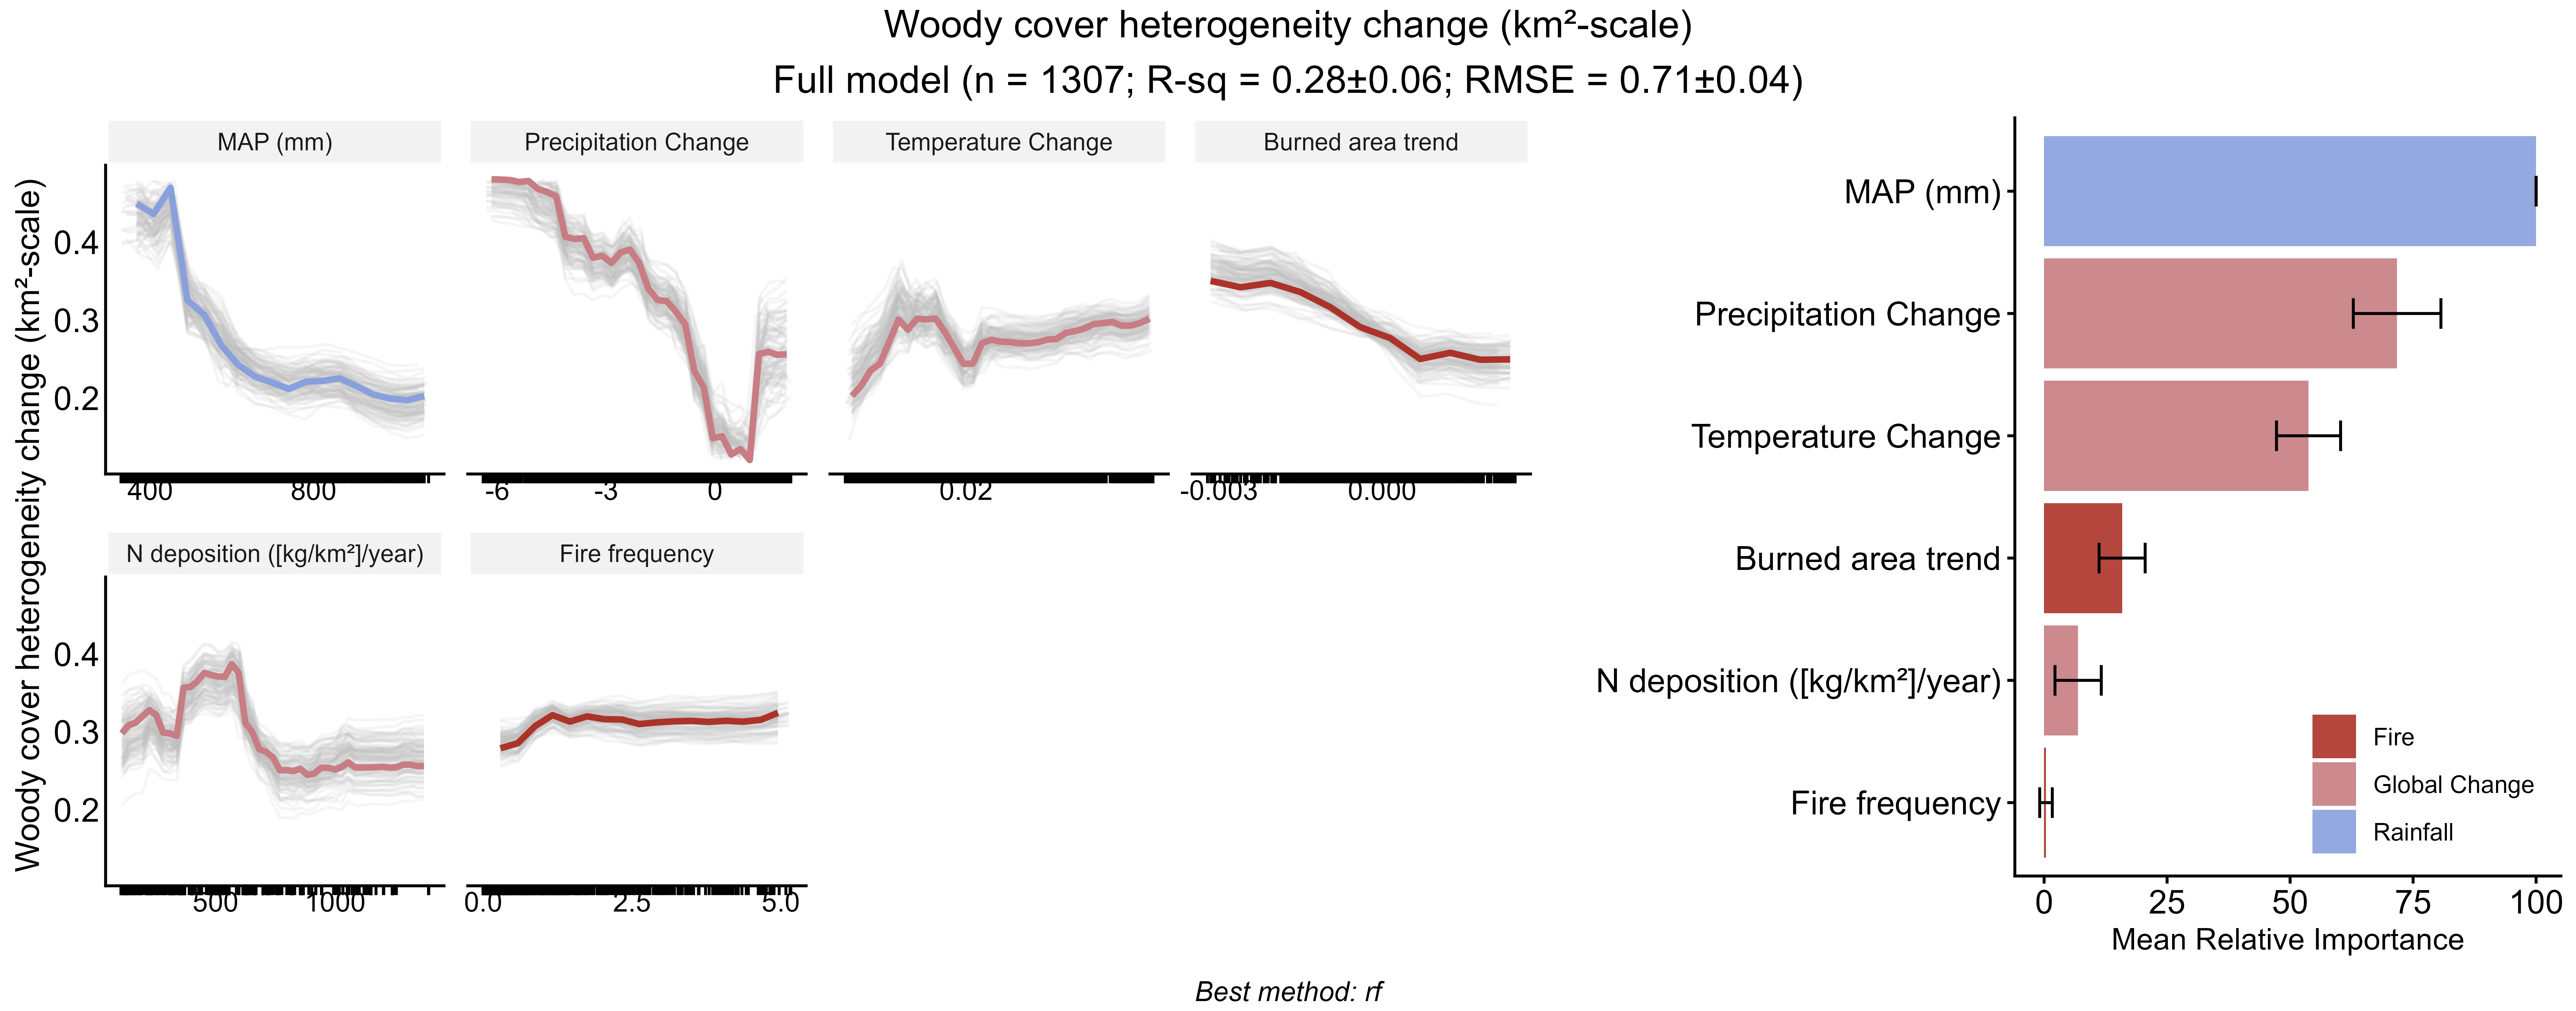 Woody cover heterogeneity change (km²-scale)
Full model (n = 1307; R-sq = 0.28±0.06; RMSE = 0.71±0.04)
Woody cover heterogeneity change (km²-scale)
MAP (mm)
Precipitation Change
Temperature Change
Burned area trend
0.4
0.3
0.2
400 800
-6 -3 0
0.02
-0.003 0.000
N deposition ([kg/km²]/year)
Fire frequency
0.4
0.3
0.2
500 1000
0.0 2.5 5.0
MAP (mm)
Precipitation Change
Temperature Change
Burned area trend
N deposition ([kg/km²]/year)
Fire frequency
Fire
Global Change
Rainfall
0 25 50 75 100
Mean Relative Importance
Best method: rf